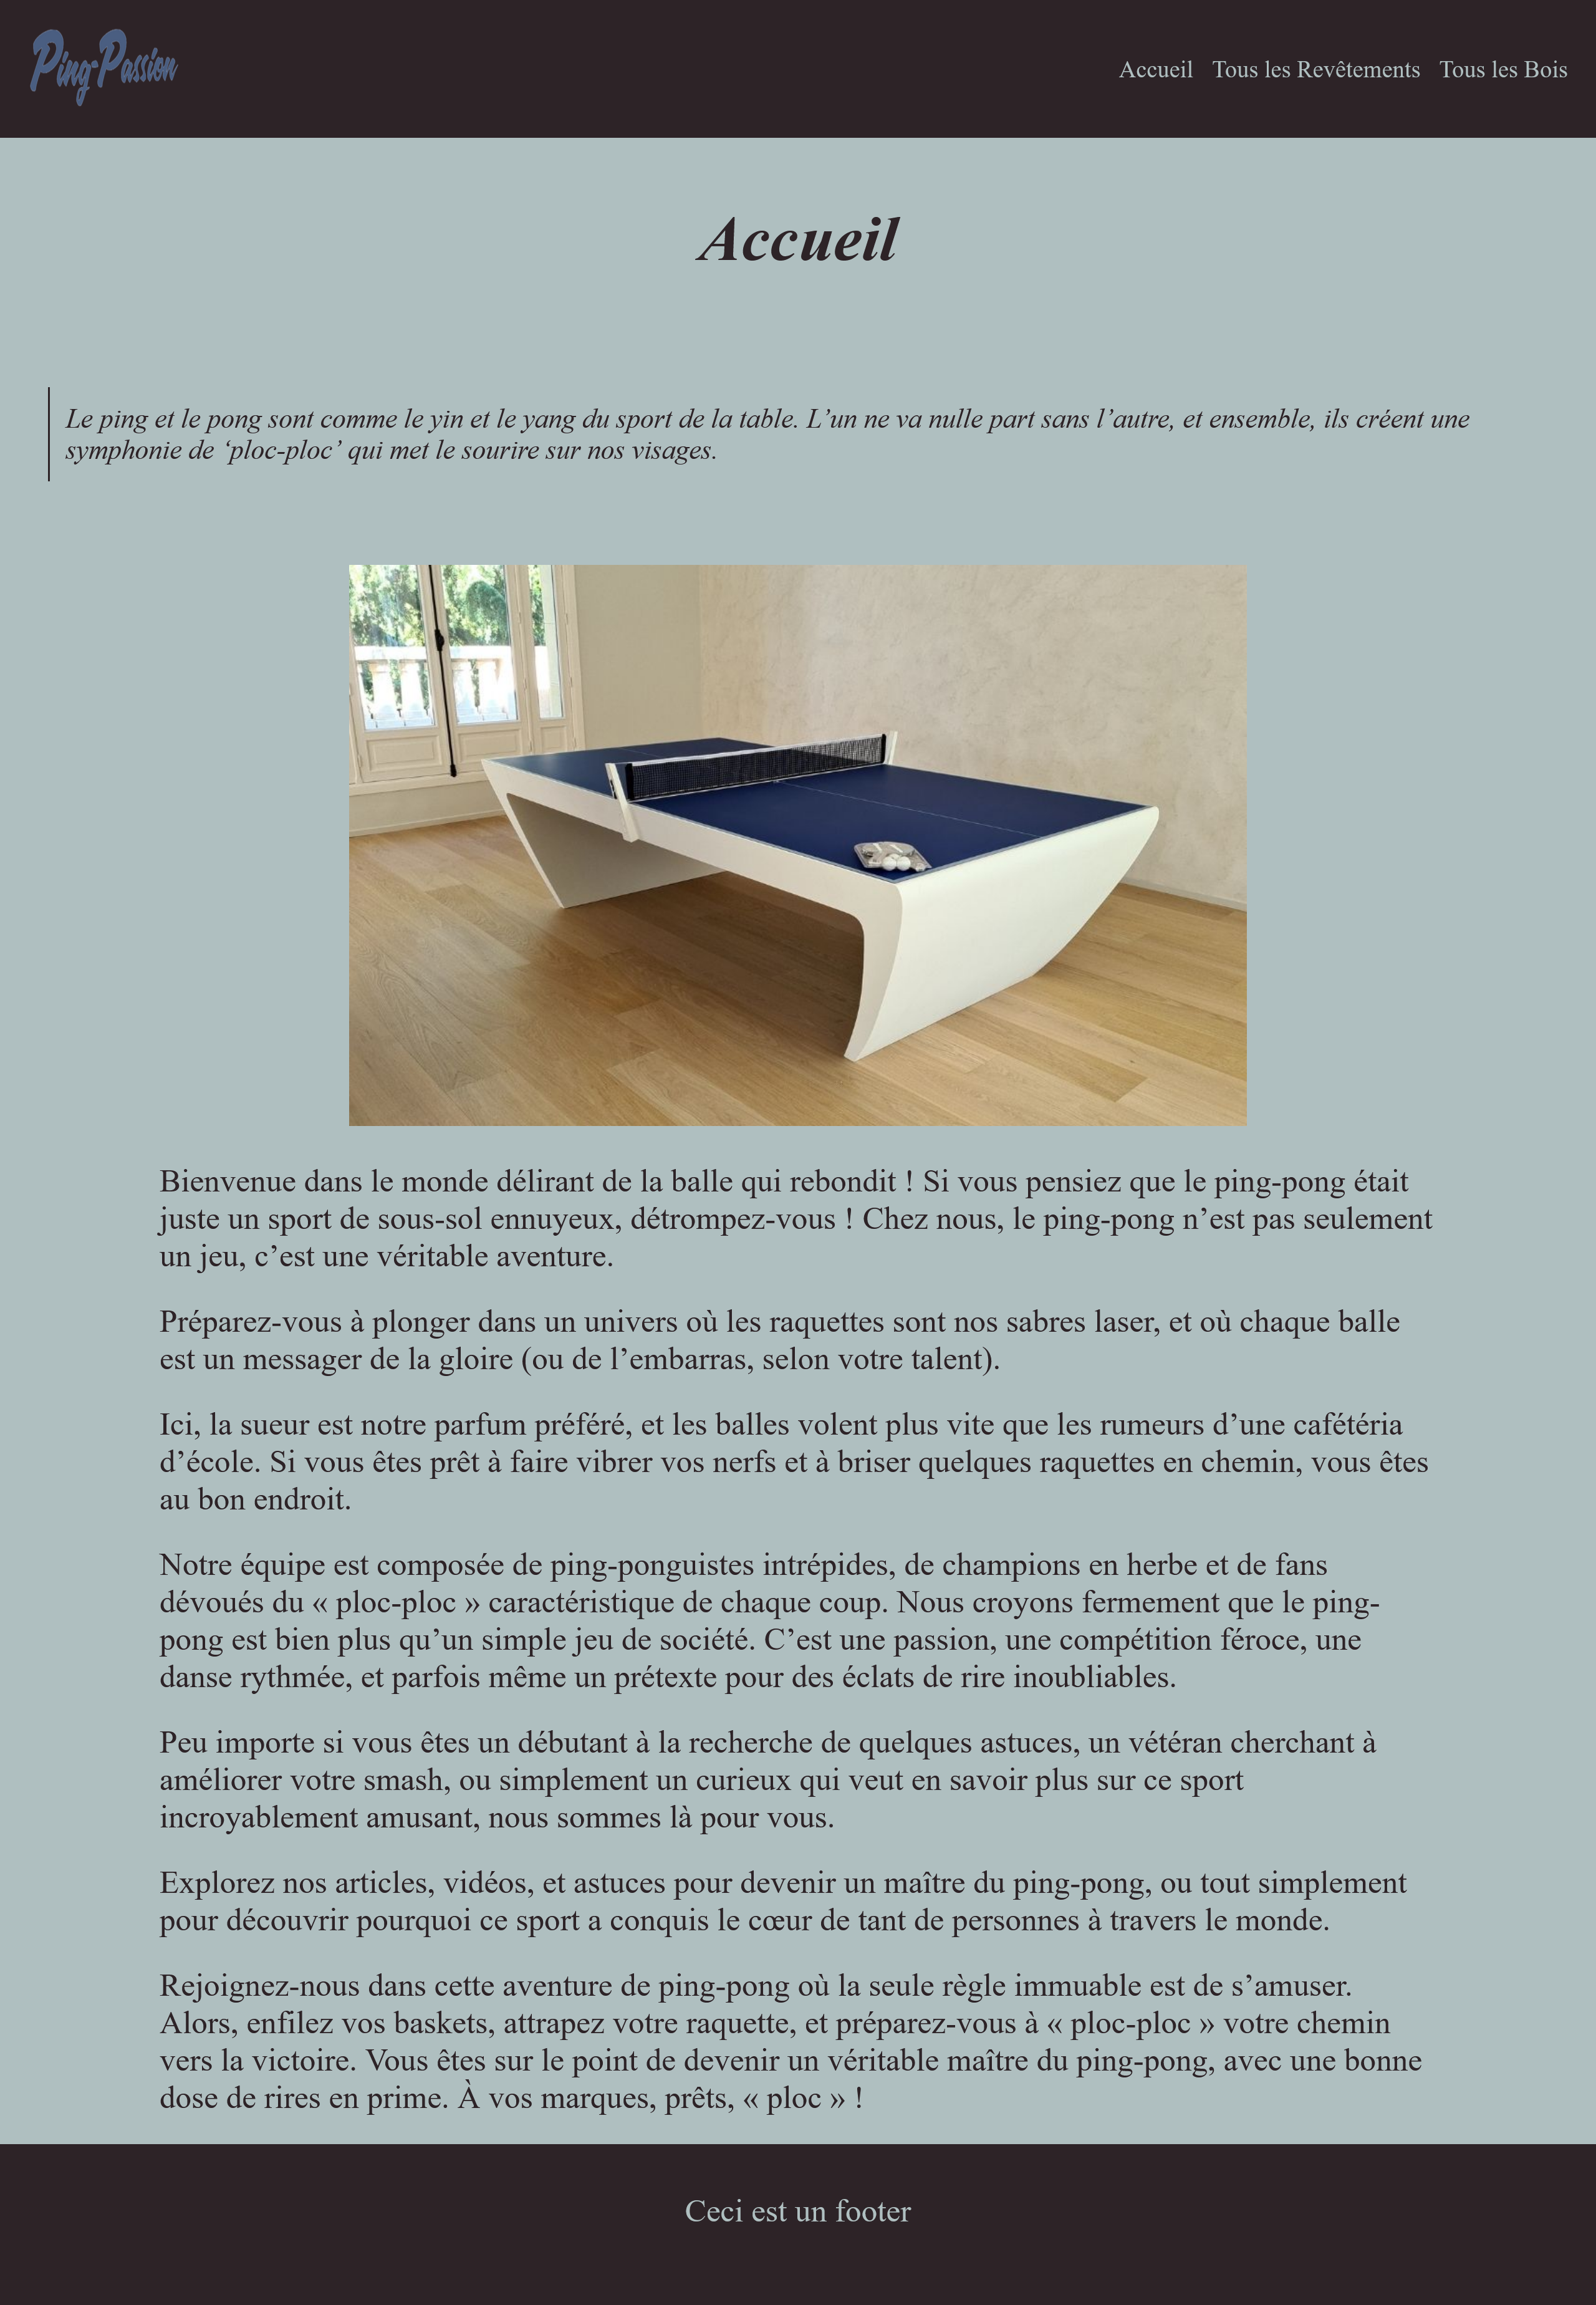 Ping-Passion
Accueil Tous les Revêtements Tous les Bois
Accueil
Le ping et le pong sont comme le yin et le yang du sport de la table. L’un ne va nulle part sans l’autre, et ensemble, ils créent une
symphonie de ‘ploc-ploc’ qui met le sourire sur nos visages.
Bienvenue dans le monde délirant de la balle qui rebondit ! Si vous pensiez que le ping-pong était
juste un sport de sous-sol ennuyeux, détrompez-vous ! Chez nous, le ping-pong n’est pas seulement
un jeu, c’est une véritable aventure.
Préparez-vous à plonger dans un univers où les raquettes sont nos sabres laser, et où chaque balle
est un messager de la gloire (ou de l’embarras, selon votre talent).
Ici, la sueur est notre parfum préféré, et les balles volent plus vite que les rumeurs d’une cafétéria
d’école. Si vous êtes prêt à faire vibrer vos nerfs et à briser quelques raquettes en chemin, vous êtes
au bon endroit.
Notre équipe est composée de ping-ponguistes intrépides, de champions en herbe et de fans
dévoués du « ploc-ploc » caractéristique de chaque coup. Nous croyons fermement que le ping-
pong est bien plus qu’un simple jeu de société. C’est une passion, une compétition féroce, une
danse rythmée, et parfois même un prétexte pour des éclats de rire inoubliables.
Peu importe si vous êtes un débutant à la recherche de quelques astuces, un vétéran cherchant à
améliorer votre smash, ou simplement un curieux qui veut en savoir plus sur ce sport
incroyablement amusant, nous sommes là pour vous.
Explorez nos articles, vidéos, et astuces pour devenir un maître du ping-pong, ou tout simplement
pour découvrir pourquoi ce sport a conquis le cœur de tant de personnes à travers le monde.
Rejoignez-nous dans cette aventure de ping-pong où la seule règle immuable est de s’amuser.
Alors, enfilez vos baskets, attrapez votre raquette, et préparez-vous à « ploc-ploc » votre chemin
vers la victoire. Vous êtes sur le point de devenir un véritable maître du ping-pong, avec une bonne
dose de rires en prime. À vos marques, prêts, « ploc » !
Ceci est un footer